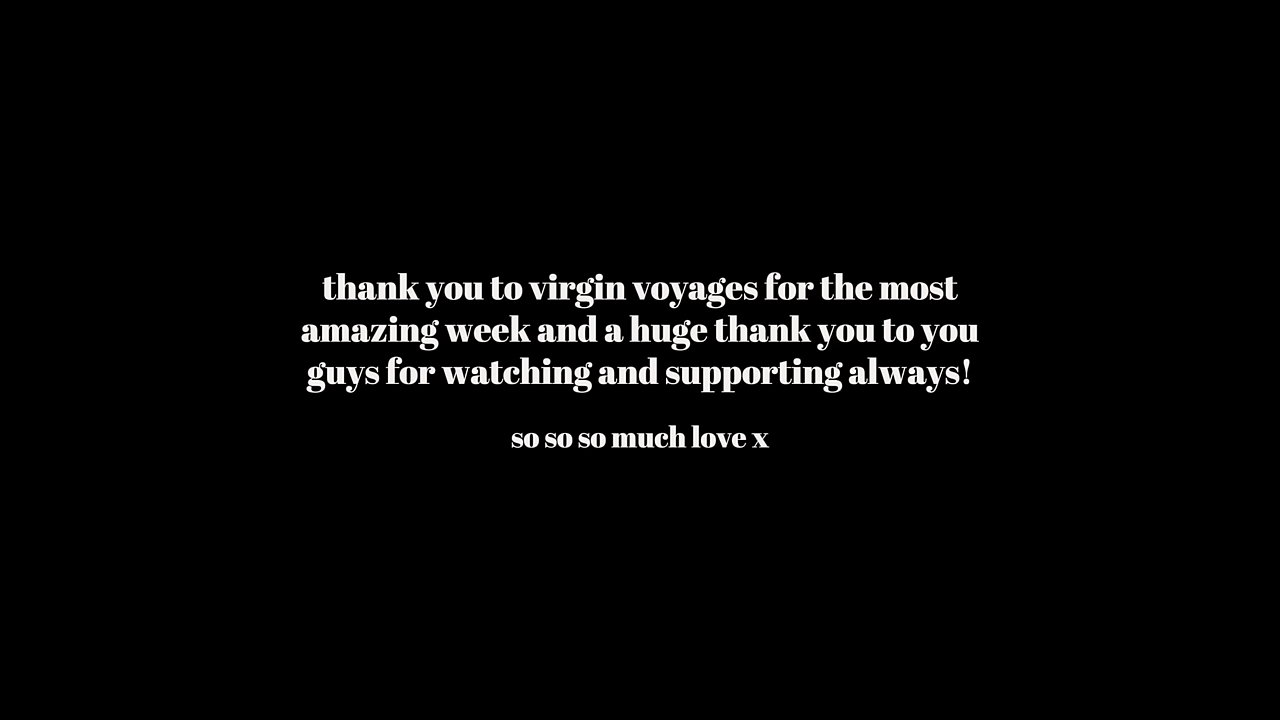 thank you to virgin voyages for the most
amazing week and a huge thank you to you
guys for watching and supporting always!
so so so much love x